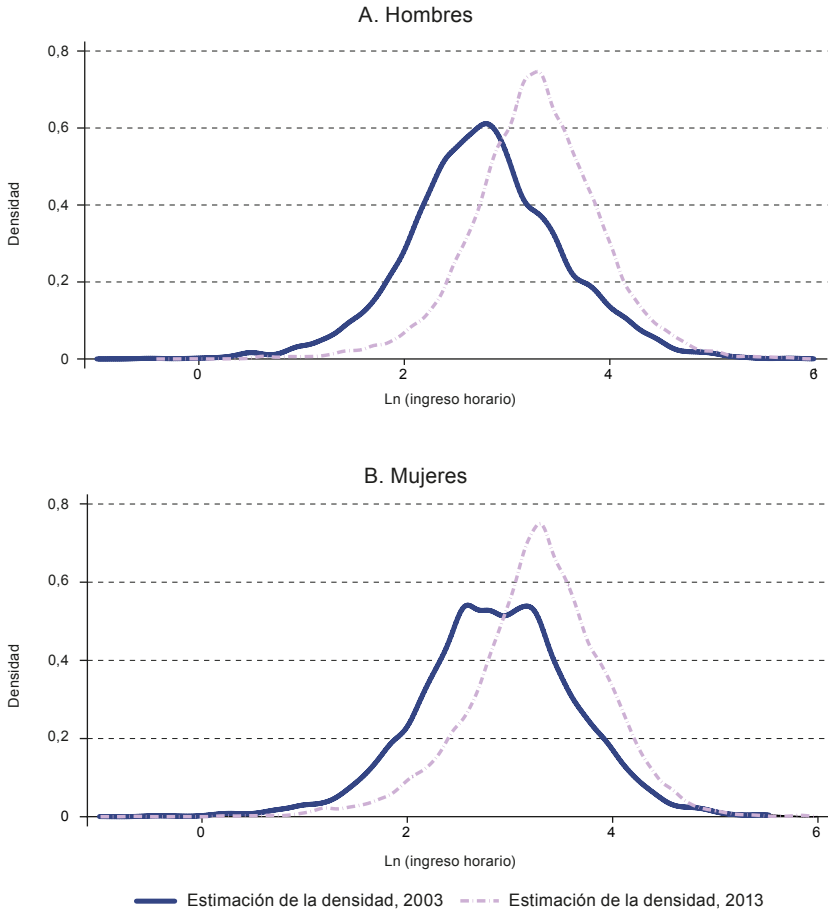 A. Hombres
0,8
0,6
0,4
0,2
0
Densidad
0 2 4 6
Ln (ingreso horario)
B. Mujeres
0,8
0,6
0,4
0,2
0
Densidad
0 2 4 6
Ln (ingreso horario)
Estimación de la densidad, 2003 Estimación de la densidad, 2013